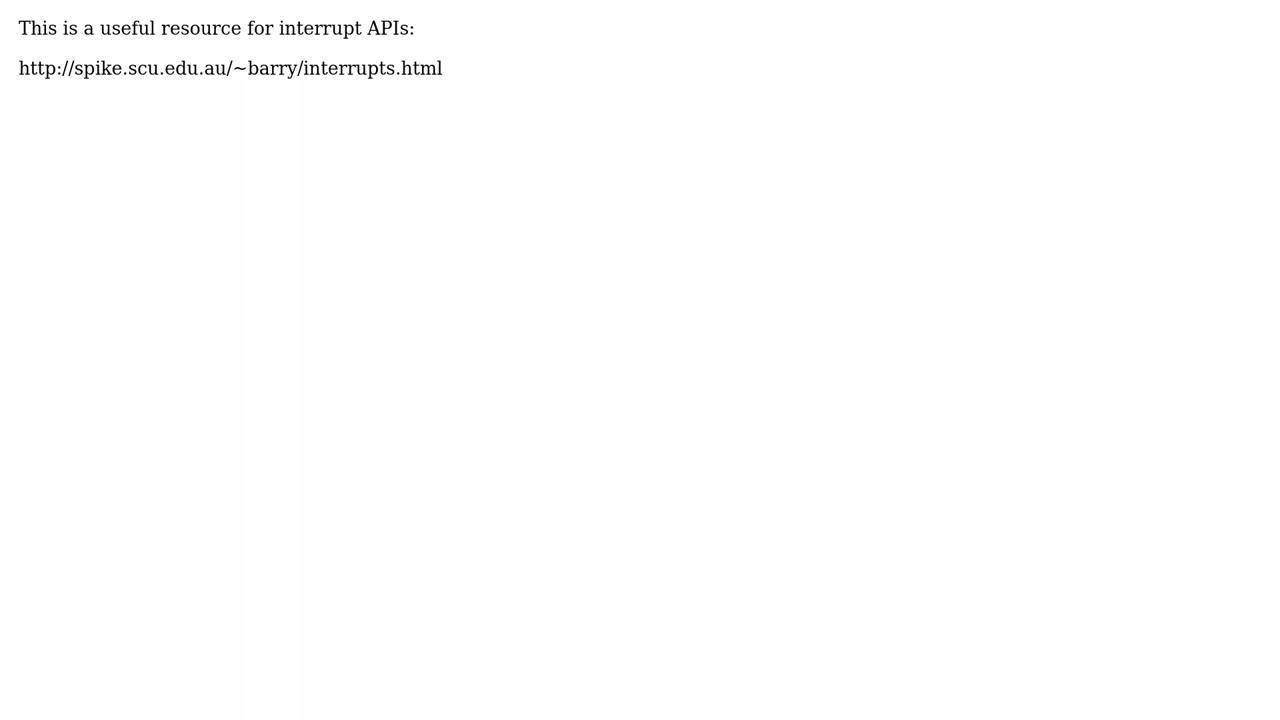 This is a useful resource for interrupt APIs:
http://spike.scu.edu.au/~barry/interrupts.html